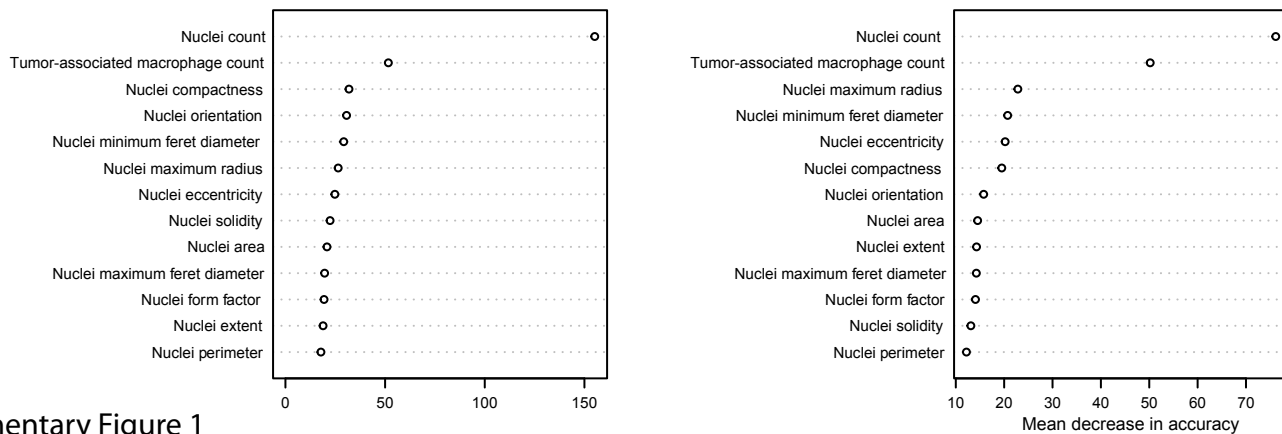 Nuclei count
Tumor-associated macrophage count
Nuclei compactness
Nuclei orientation
Nuclei minimum feret diameter
Nuclei maximum radius
Nuclei eccentricity
Nuclei solidity
Nuclei area
Nuclei maximum feret diameter
Nuclei form factor
Nuclei extent
Nuclei perimeter
0 50 100 150
Nuclei count
Tumor-associated macrophage count
Nuclei maximum radius
Nuclei minimum feret diameter
Nuclei eccentricity
Nuclei compactness
Nuclei orientation
Nuclei area
Nuclei extent
Nuclei maximum feret diameter
Nuclei form factor
Nuclei solidity
Nuclei perimeter
10 20 30 40 50 60 70
Mean decrease in accuracy
mentary Figure 1